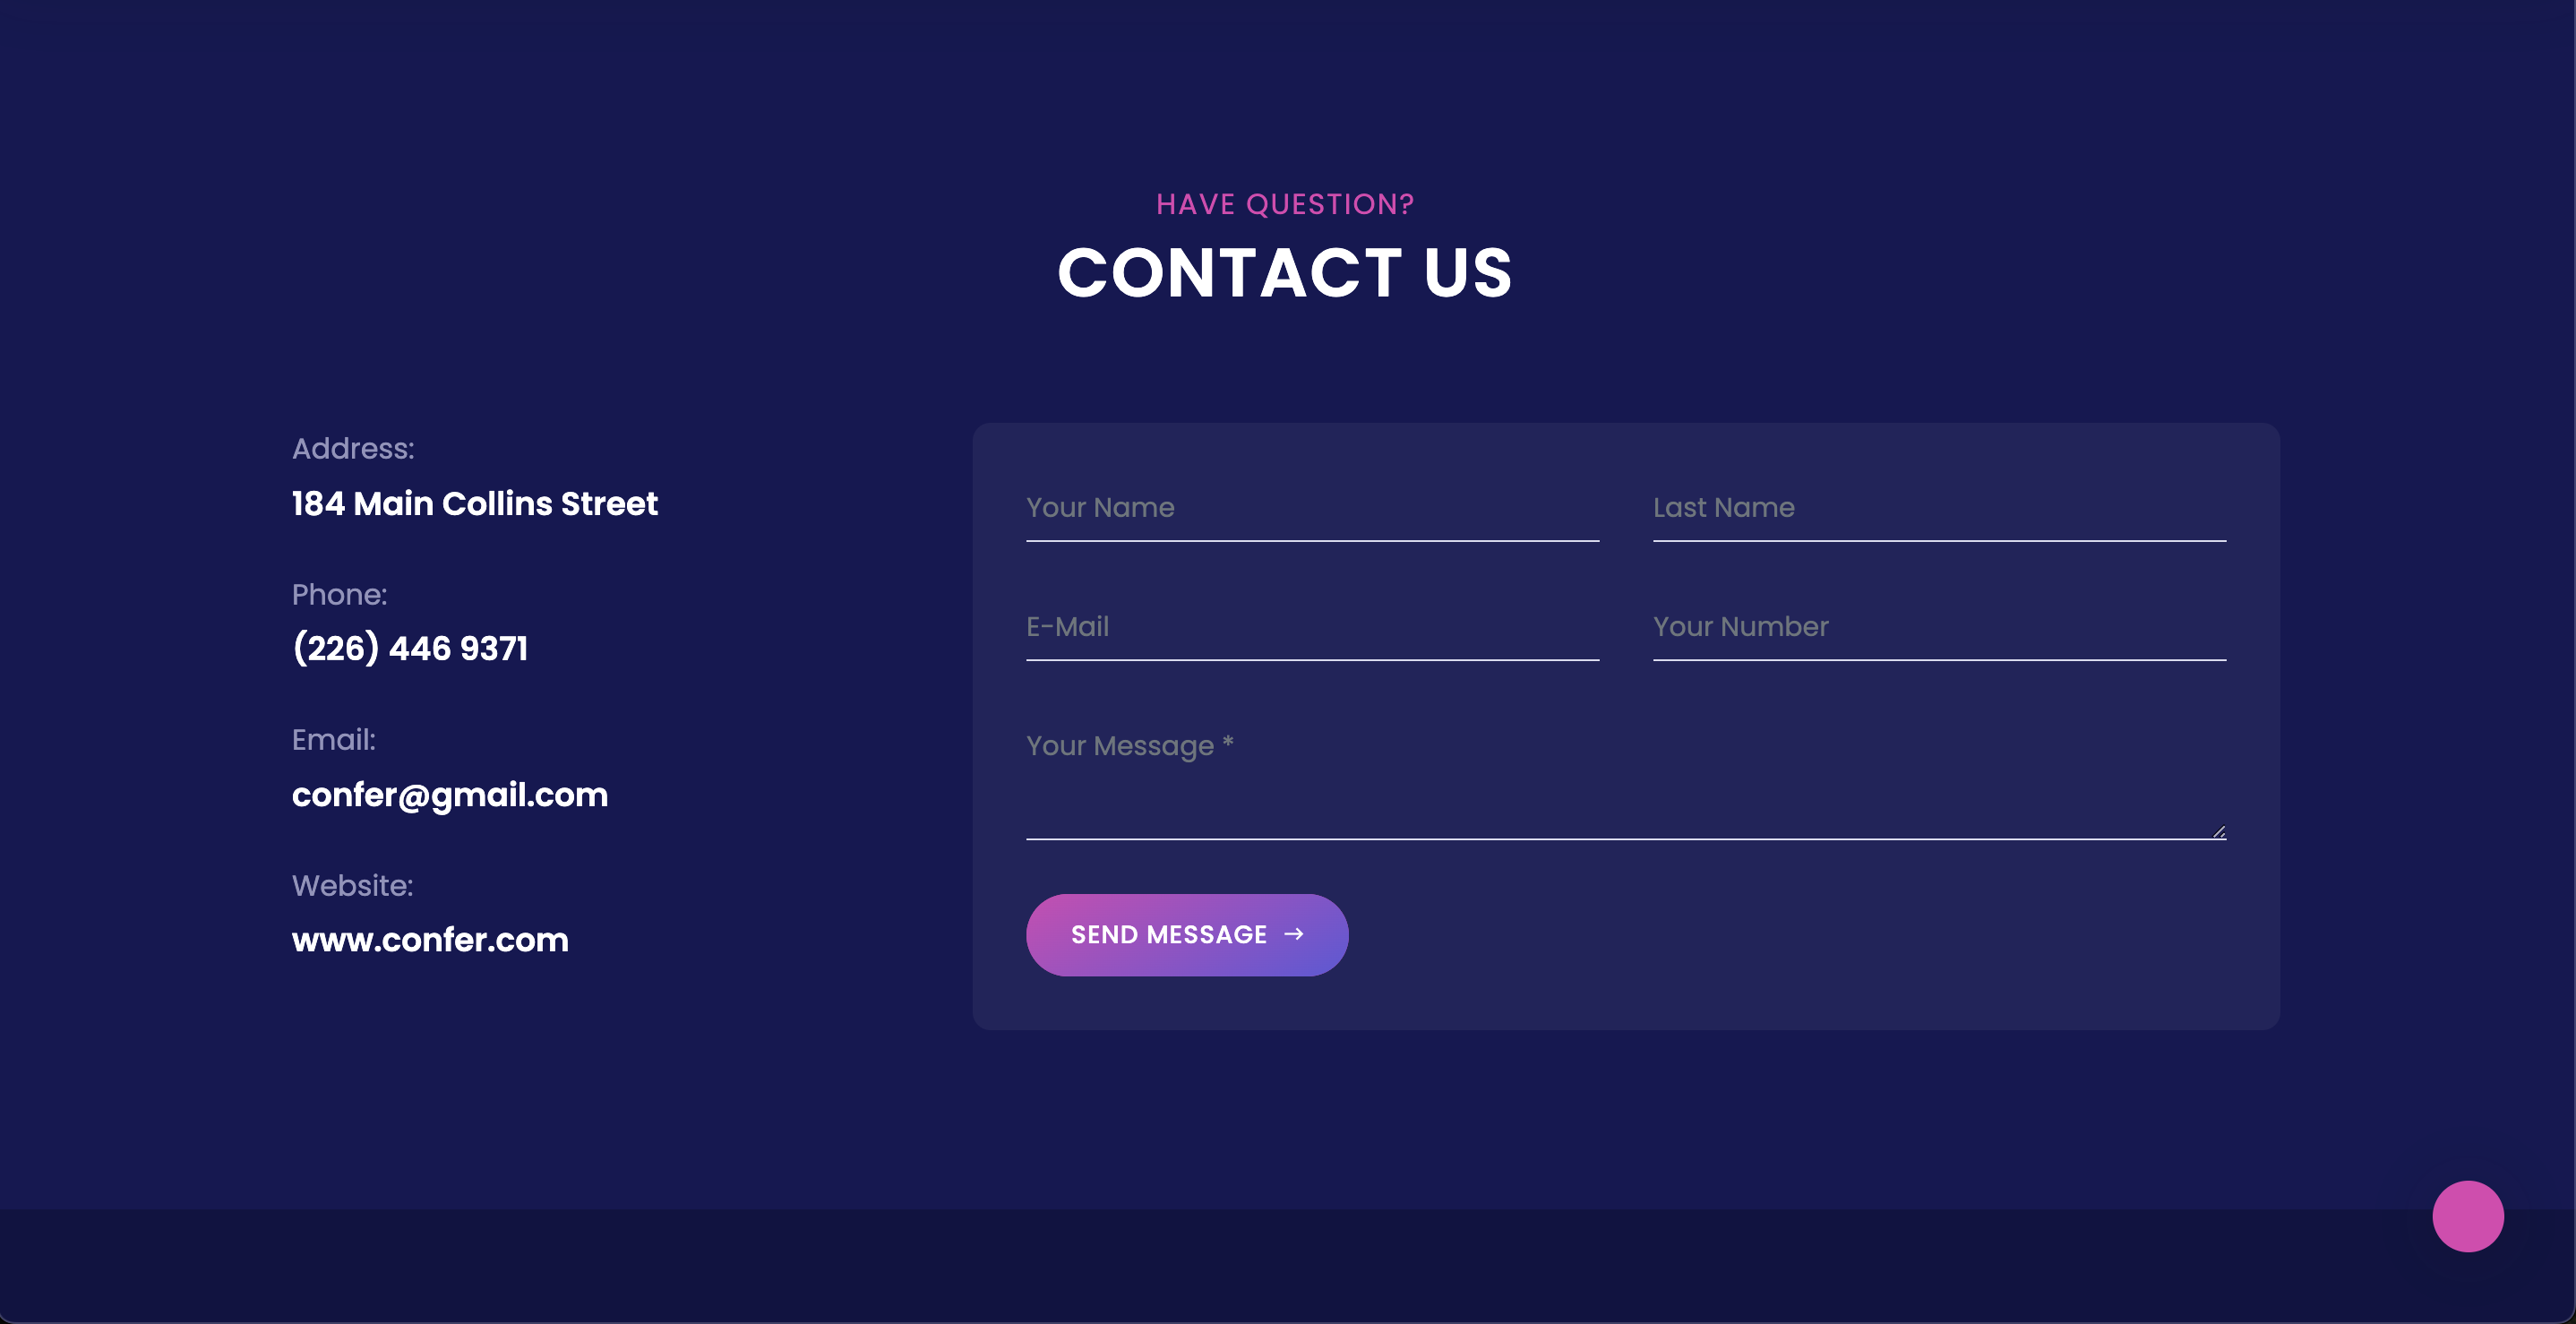 HAVE QUESTION?
CONTACT US
Address:
184 Main Collins Street
Phone:
(226) 446 9371
Email:
confer@gmail.com
Website:
www.confer.com
Your Name
Last Name
E-Mail
Your Number
Your Message *
SEND MESSAGE →